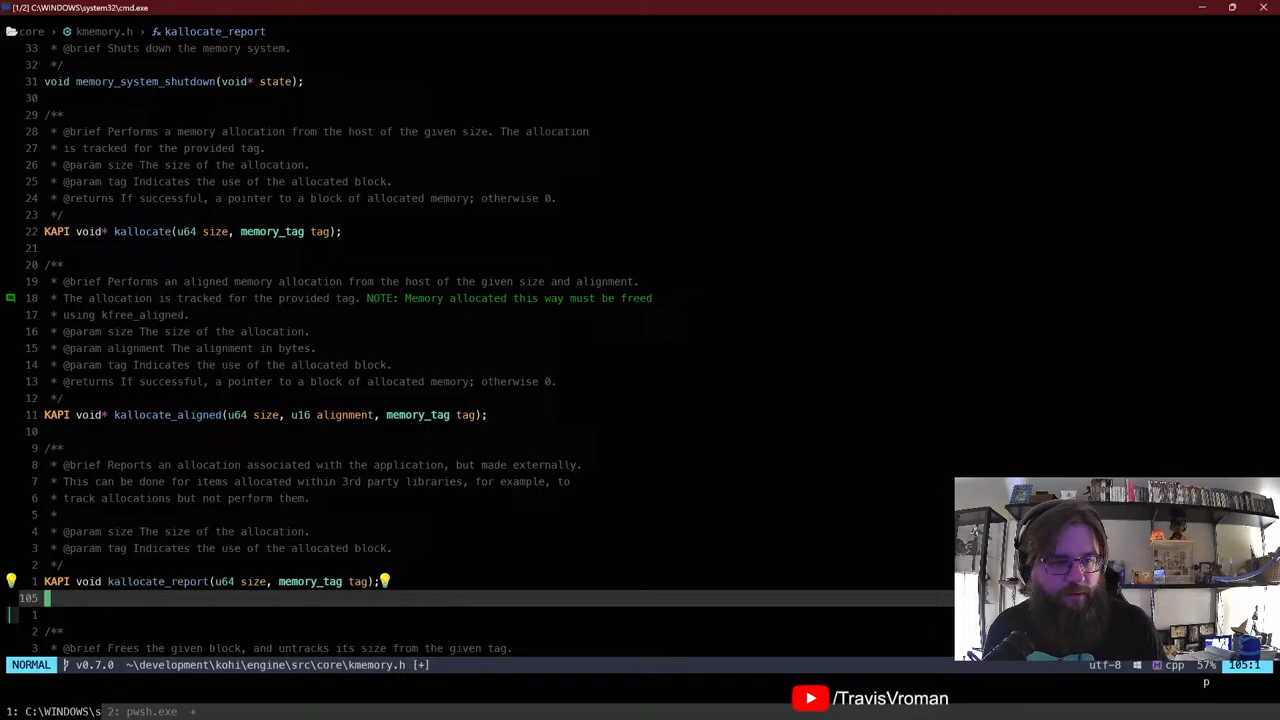 [1/2] C:\WINDOWS\system32\cmd.exe
core › kmemory.h › kallocate_report
33 * @brief Shuts down the memory system.
32 */
31 void memory_system_shutdown(void* state);
30
29 /**
28 * @brief Performs a memory allocation from the host of the given size. The allocation
27 * is tracked for the provided tag.
26 * @param size The size of the allocation.
25 * @param tag Indicates the use of the allocated block.
24 * @returns If successful, a pointer to a block of allocated memory; otherwise 0.
23 */
22 KAPI void* kallocate(u64 size, memory_tag tag);
21
20 /**
19 * @brief Performs an aligned memory allocation from the host of the given size and alignment.
18 * The allocation is tracked for the provided tag. NOTE: Memory allocated this way must be freed
17 * using kfree_aligned.
16 * @param size The size of the allocation.
15 * @param alignment The alignment in bytes.
14 * @param tag Indicates the use of the allocated block.
13 * @returns If successful, a pointer to a block of allocated memory; otherwise 0.
12 */
11 KAPI void* kallocate_aligned(u64 size, u16 alignment, memory_tag tag);
10
9 /**
8 * @brief Reports an allocation associated with the application, but made externally.
7 * This can be done for items allocated within 3rd party libraries, for example, to
6 * track allocations but not perform them.
5 *
4 * @param size The size of the allocation.
3 * @param tag Indicates the use of the allocated block.
2 */
1 KAPI void kallocate_report(u64 size, memory_tag tag);
105
1
2 /**
3 * @brief Frees the given block, and untracks its size from the given tag.
NORMAL v0.7.0 ~\development\kohi\engine\src\core\kmemory.h [+] utf-8 cpp 57% 105:1
p
/TravisVroman
1: C:\WINDOWS\s 2: pwsh.exe +